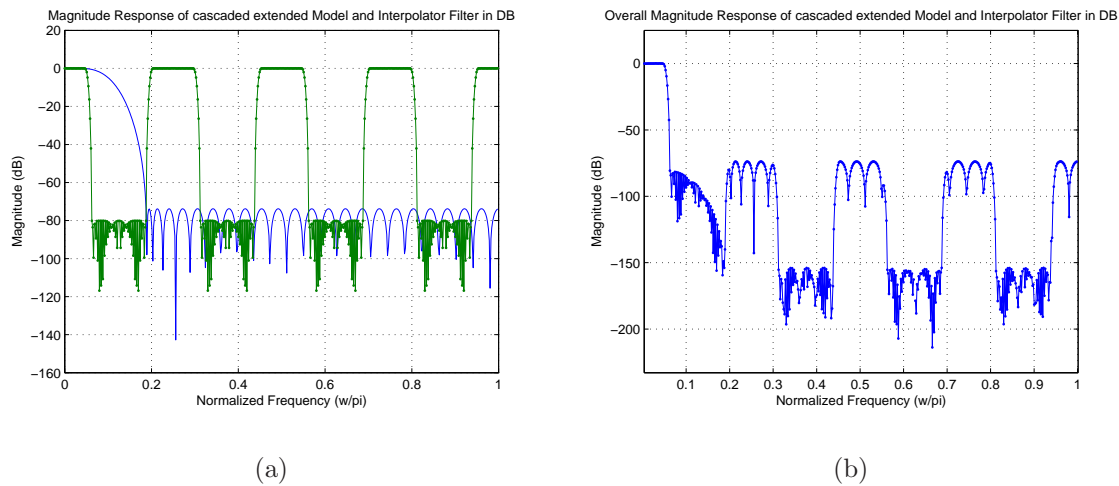 Magnitude Response of cascaded extended Model and Interpolator Filter in DB
20
0
−20
−40
−60
−80
−100
−120
−140
−160
Magnitude (dB)
0 0.2 0.4 0.6 0.8 1
Normalized Frequency (w/pi)
(a)
Overall Magnitude Response of cascaded extended Model and Interpolator Filter in DB
0
−50
−100
−150
−200
Magnitude (dB)
0.1 0.2 0.3 0.4 0.5 0.6 0.7 0.8 0.9 1
Normalized Frequency (w/pi)
(b)